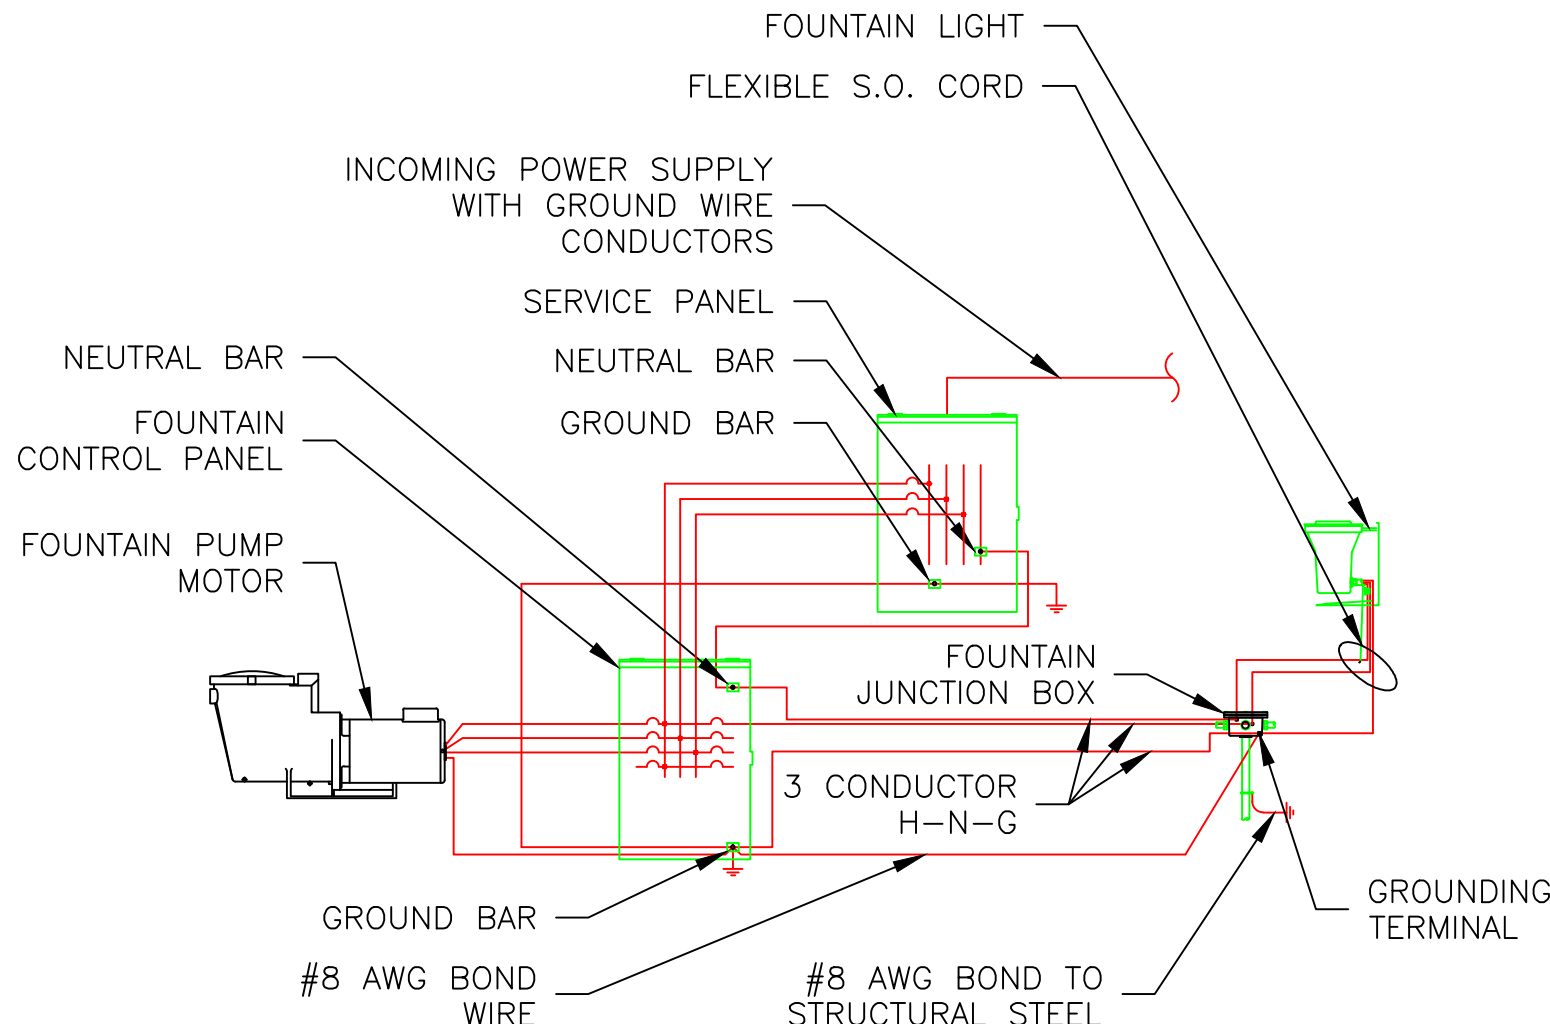 FOUNTAIN LIGHT
FLEXIBLE S.O. CORD
INCOMING POWER SUPPLY
WITH GROUND WIRE
CONDUCTORS
SERVICE PANEL
NEUTRAL BAR
NEUTRAL BAR
GROUND BAR
FOUNTAIN
CONTROL PANEL
FOUNTAIN PUMP
MOTOR
FOUNTAIN
JUNCTION BOX
3 CONDUCTOR
H-N-G
GROUND BAR
GROUNDING
TERMINAL
#8 AWG BOND
WIRE
#8 AWG BOND TO
STRUCTURAL STEEL